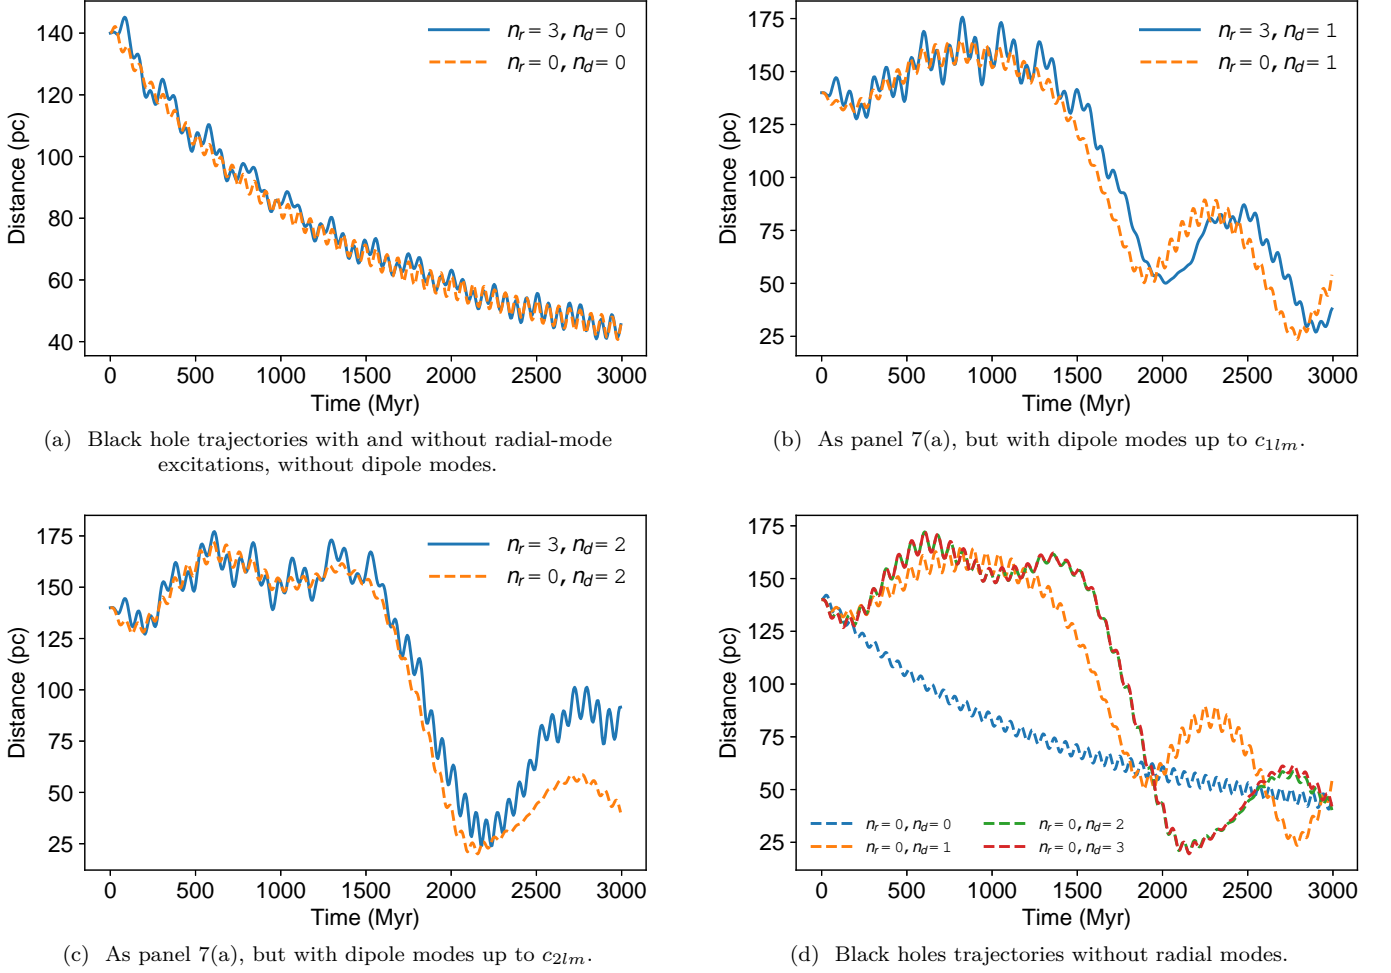 140
120
100
80
60
40
Distance (pc)
n_r = 3, n_d = 0
n_r = 0, n_d = 0
0 500 1000 1500 2000 2500 3000
Time (Myr)
(a) Black hole trajectories with and without radial-mode
excitations, without dipole modes.
175
150
125
100
75
50
25
Distance (pc)
n_r = 3, n_d = 1
n_r = 0, n_d = 1
0 500 1000 1500 2000 2500 3000
Time (Myr)
(b) As panel 7(a), but with dipole modes up to c_{1lm}.
175
150
125
100
75
50
25
Distance (pc)
n_r = 3, n_d = 2
n_r = 0, n_d = 2
0 500 1000 1500 2000 2500 3000
Time (Myr)
(c) As panel 7(a), but with dipole modes up to c_{2lm}.
175
150
125
100
75
50
25
Distance (pc)
n_r = 0, n_d = 0 n_r = 0, n_d = 2
n_r = 0, n_d = 1 n_r = 0, n_d = 3
0 500 1000 1500 2000 2500 3000
Time (Myr)
(d) Black holes trajectories without radial modes.